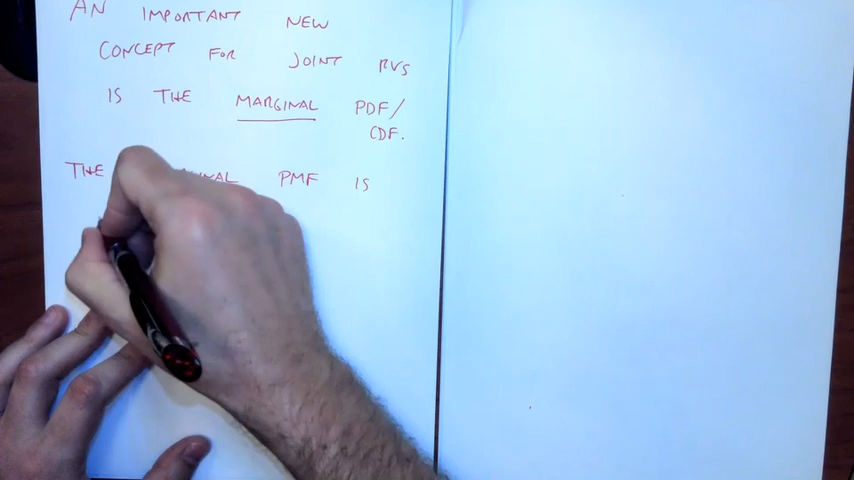 AN IMPORTANT NEW
CONCEPT FOR JOINT RVS
IS THE MARGINAL PDF/
CDF.
THE PMF IS